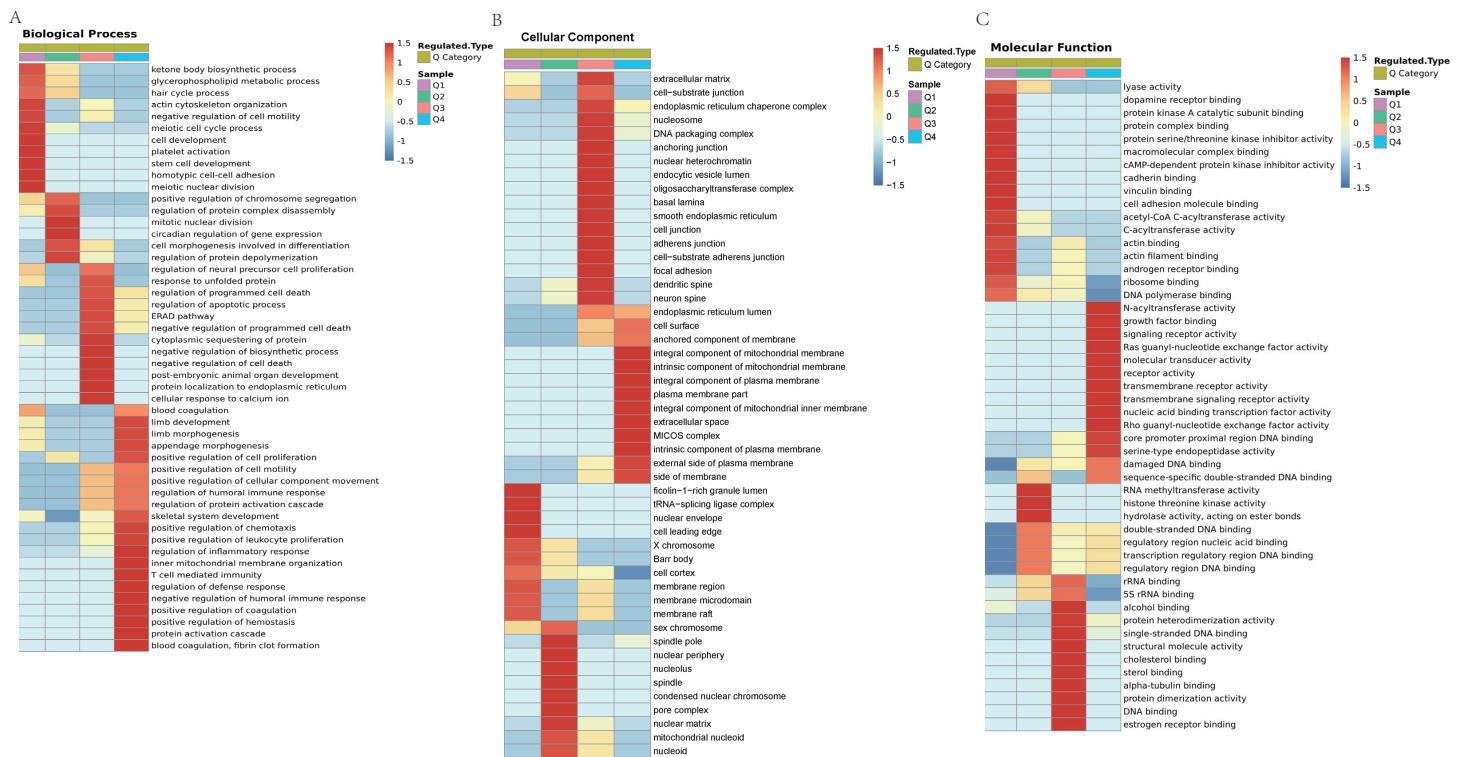 A
Biological Process
ketone body biosynthetic process
glycerophospholipid metabolic process
hair cycle process
actin cytoskeleton organization
negative regulation of cell motility
meiotic cell cycle process
cell development
platelet activation
stem cell development
homotypic cell-cell adhesion
meiotic nuclear division
positive regulation of chromosome segregation
regulation of protein complex disassembly
mitotic nuclear division
circadian regulation of gene expression
cell morphogenesis involved in differentiation
regulation of protein depolymerization
regulation of neural precursor cell proliferation
response to unfolded protein
regulation of programmed cell death
regulation of apoptotic process
ERAD pathway
negative regulation of programmed cell death
cytoplasmic sequestering of protein
negative regulation of biosynthetic process
negative regulation of cell death
post-embryonic animal organ development
protein localization to endoplasmic reticulum
cellular response to calcium ion
blood coagulation
limb development
limb morphogenesis
appendage morphogenesis
positive regulation of cell proliferation
positive regulation of cell motility
positive regulation of cellular component movement
regulation of humoral immune response
regulation of protein activation cascade
skeletal system development
positive regulation of chemotaxis
positive regulation of leukocyte proliferation
regulation of inflammatory response
inner mitochondrial membrane organization
T cell mediated immunity
regulation of defense response
negative regulation of humoral immune response
positive regulation of coagulation
positive regulation of hemostasis
protein activation cascade
blood coagulation, fibrin clot formation
1.5
1
0.5
0
-0.5
-1
-1.5
Regulated.Type
Q Category
Sample
Q1
Q2
Q3
Q4
B
Cellular Component
extracellular matrix
cell−substrate junction
endoplasmic reticulum chaperone complex
nucleosome
DNA packaging complex
anchoring junction
nuclear heterochromatin
endocytic vesicle lumen
oligosaccharyltransferase complex
basal lamina
smooth endoplasmic reticulum
cell junction
adherens junction
cell−substrate adherens junction
focal adhesion
dendritic spine
neuron spine
endoplasmic reticulum lumen
cell surface
anchored component of membrane
integral component of mitochondrial membrane
intrinsic component of mitochondrial membrane
integral component of plasma membrane
plasma membrane part
integral component of mitochondrial inner membrane
extracellular space
MICOS complex
intrinsic component of plasma membrane
external side of plasma membrane
side of membrane
ficolin−1−rich granule lumen
tRNA−splicing ligase complex
nuclear envelope
cell leading edge
X chromosome
Barr body
cell cortex
membrane region
membrane microdomain
membrane raft
sex chromosome
spindle pole
nuclear periphery
nucleolus
spindle
condensed nuclear chromosome
pore complex
nuclear matrix
mitochondrial nucleoid
nucleoid
1.5
1
0.5
0
−0.5
−1
−1.5
Regulated.Type
Q Category
Sample
Q1
Q2
Q3
Q4
C
Molecular Function
lyase activity
dopamine receptor binding
protein kinase A catalytic subunit binding
protein complex binding
protein serine/threonine kinase inhibitor activity
macromolecular complex binding
cAMP-dependent protein kinase inhibitor activity
cadherin binding
vinculin binding
cell adhesion molecule binding
acetyl-CoA C-acyltransferase activity
C-acyltransferase activity
actin binding
actin filament binding
androgen receptor binding
ribosome binding
DNA polymerase binding
N-acyltransferase activity
growth factor binding
signaling receptor activity
Ras guanyl-nucleotide exchange factor activity
molecular transducer activity
receptor activity
transmembrane receptor activity
transmembrane signaling receptor activity
nucleic acid binding transcription factor activity
Rho guanyl-nucleotide exchange factor activity
core promoter proximal region DNA binding
serine-type endopeptidase activity
damaged DNA binding
sequence-specific double-stranded DNA binding
RNA methyltransferase activity
histone threonine kinase activity
hydrolase activity, acting on ester bonds
double-stranded DNA binding
regulatory region nucleic acid binding
transcription regulatory region DNA binding
regulatory region DNA binding
rRNA binding
5S rRNA binding
alcohol binding
protein heterodimerization activity
single-stranded DNA binding
structural molecule activity
cholesterol binding
sterol binding
alpha-tubulin binding
protein dimerization activity
DNA binding
estrogen receptor binding
1.5
1
0.5
0
-0.5
-1
-1.5
Regulated.Type
Q Category
Sample
Q1
Q2
Q3
Q4